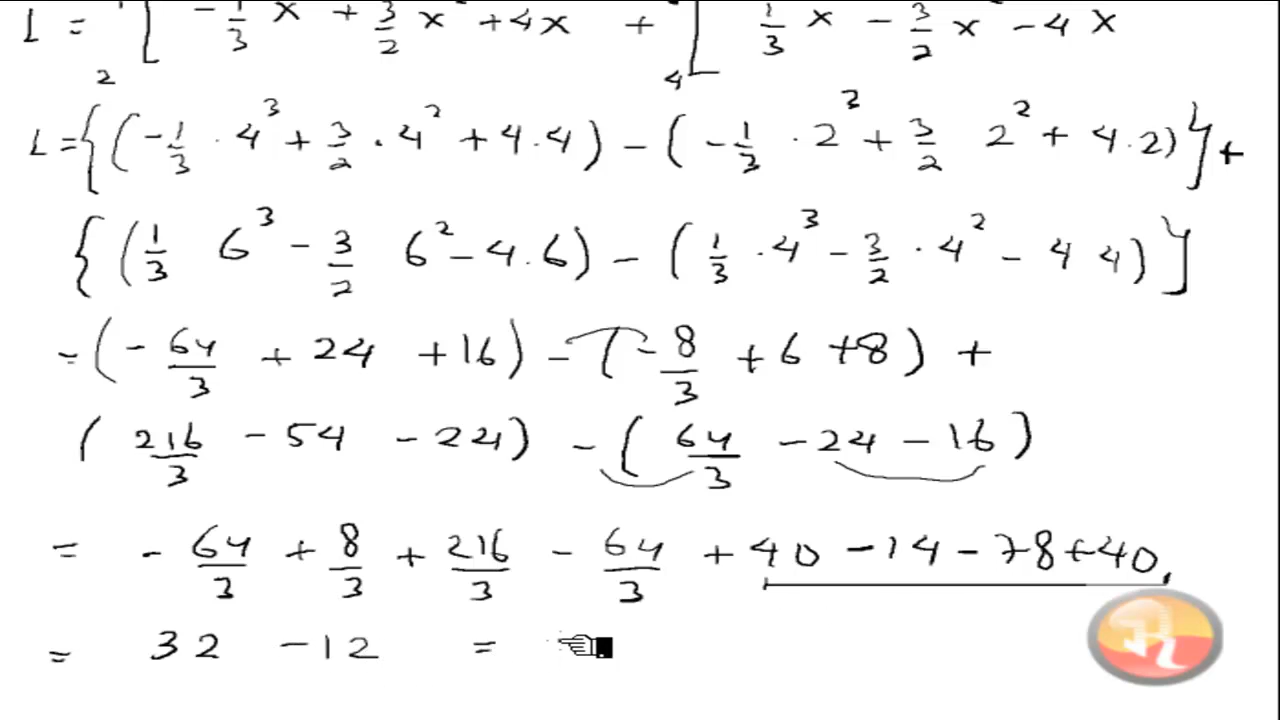 L = ₂[ -1/3 x + 3/2 x + 4x + ₄[ 1/3 x - 3/2 x - 4x
L = {(-1/3 · 4³ + 3/2 · 4² + 4.4) - (-1/3 · 2³ + 3/2 2² + 4.2)} +
{(1/3 6³ - 3/2 6² - 4.6) - (1/3 · 4³ - 3/2 · 4² - 4 4)}
= (-64/3 + 24 + 16) - (-8/3 + 6 + 8) +
(216/3 - 54 - 24) - (64/3 - 24 - 16)
= -64/3 + 8/3 + 216/3 - 64/3 + 40 - 14 - 78 + 40
= 32 - 12 =